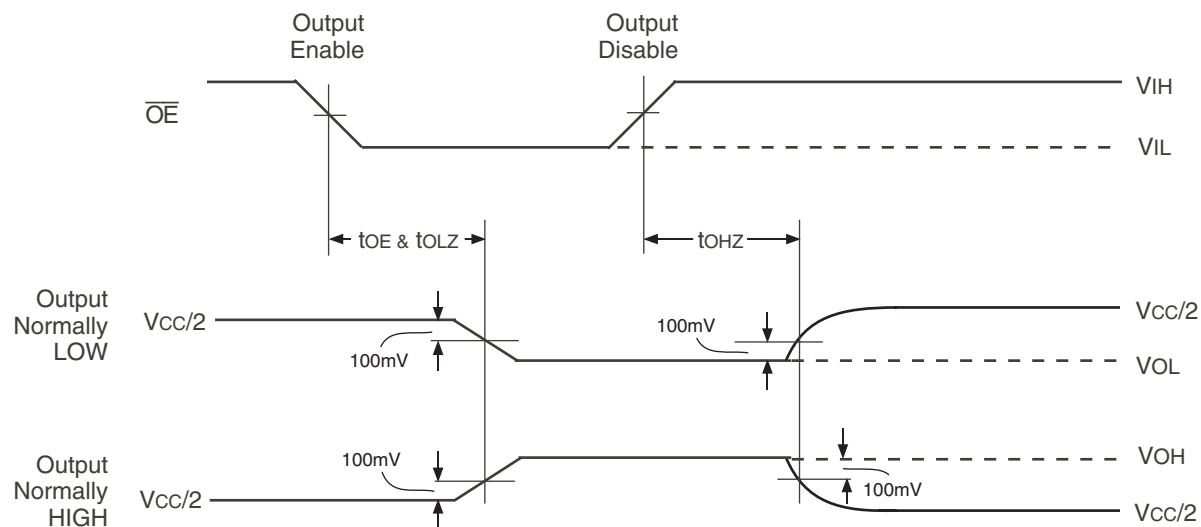 Output
Enable
Output
Disable
OE
VIH
VIL
tOE & tOLZ
tOHZ
Output
Normally
LOW
VCC/2
100mV
100mV
VCC/2
VOL
Output
Normally
HIGH
100mV
VCC/2
VOH
100mV
VCC/2